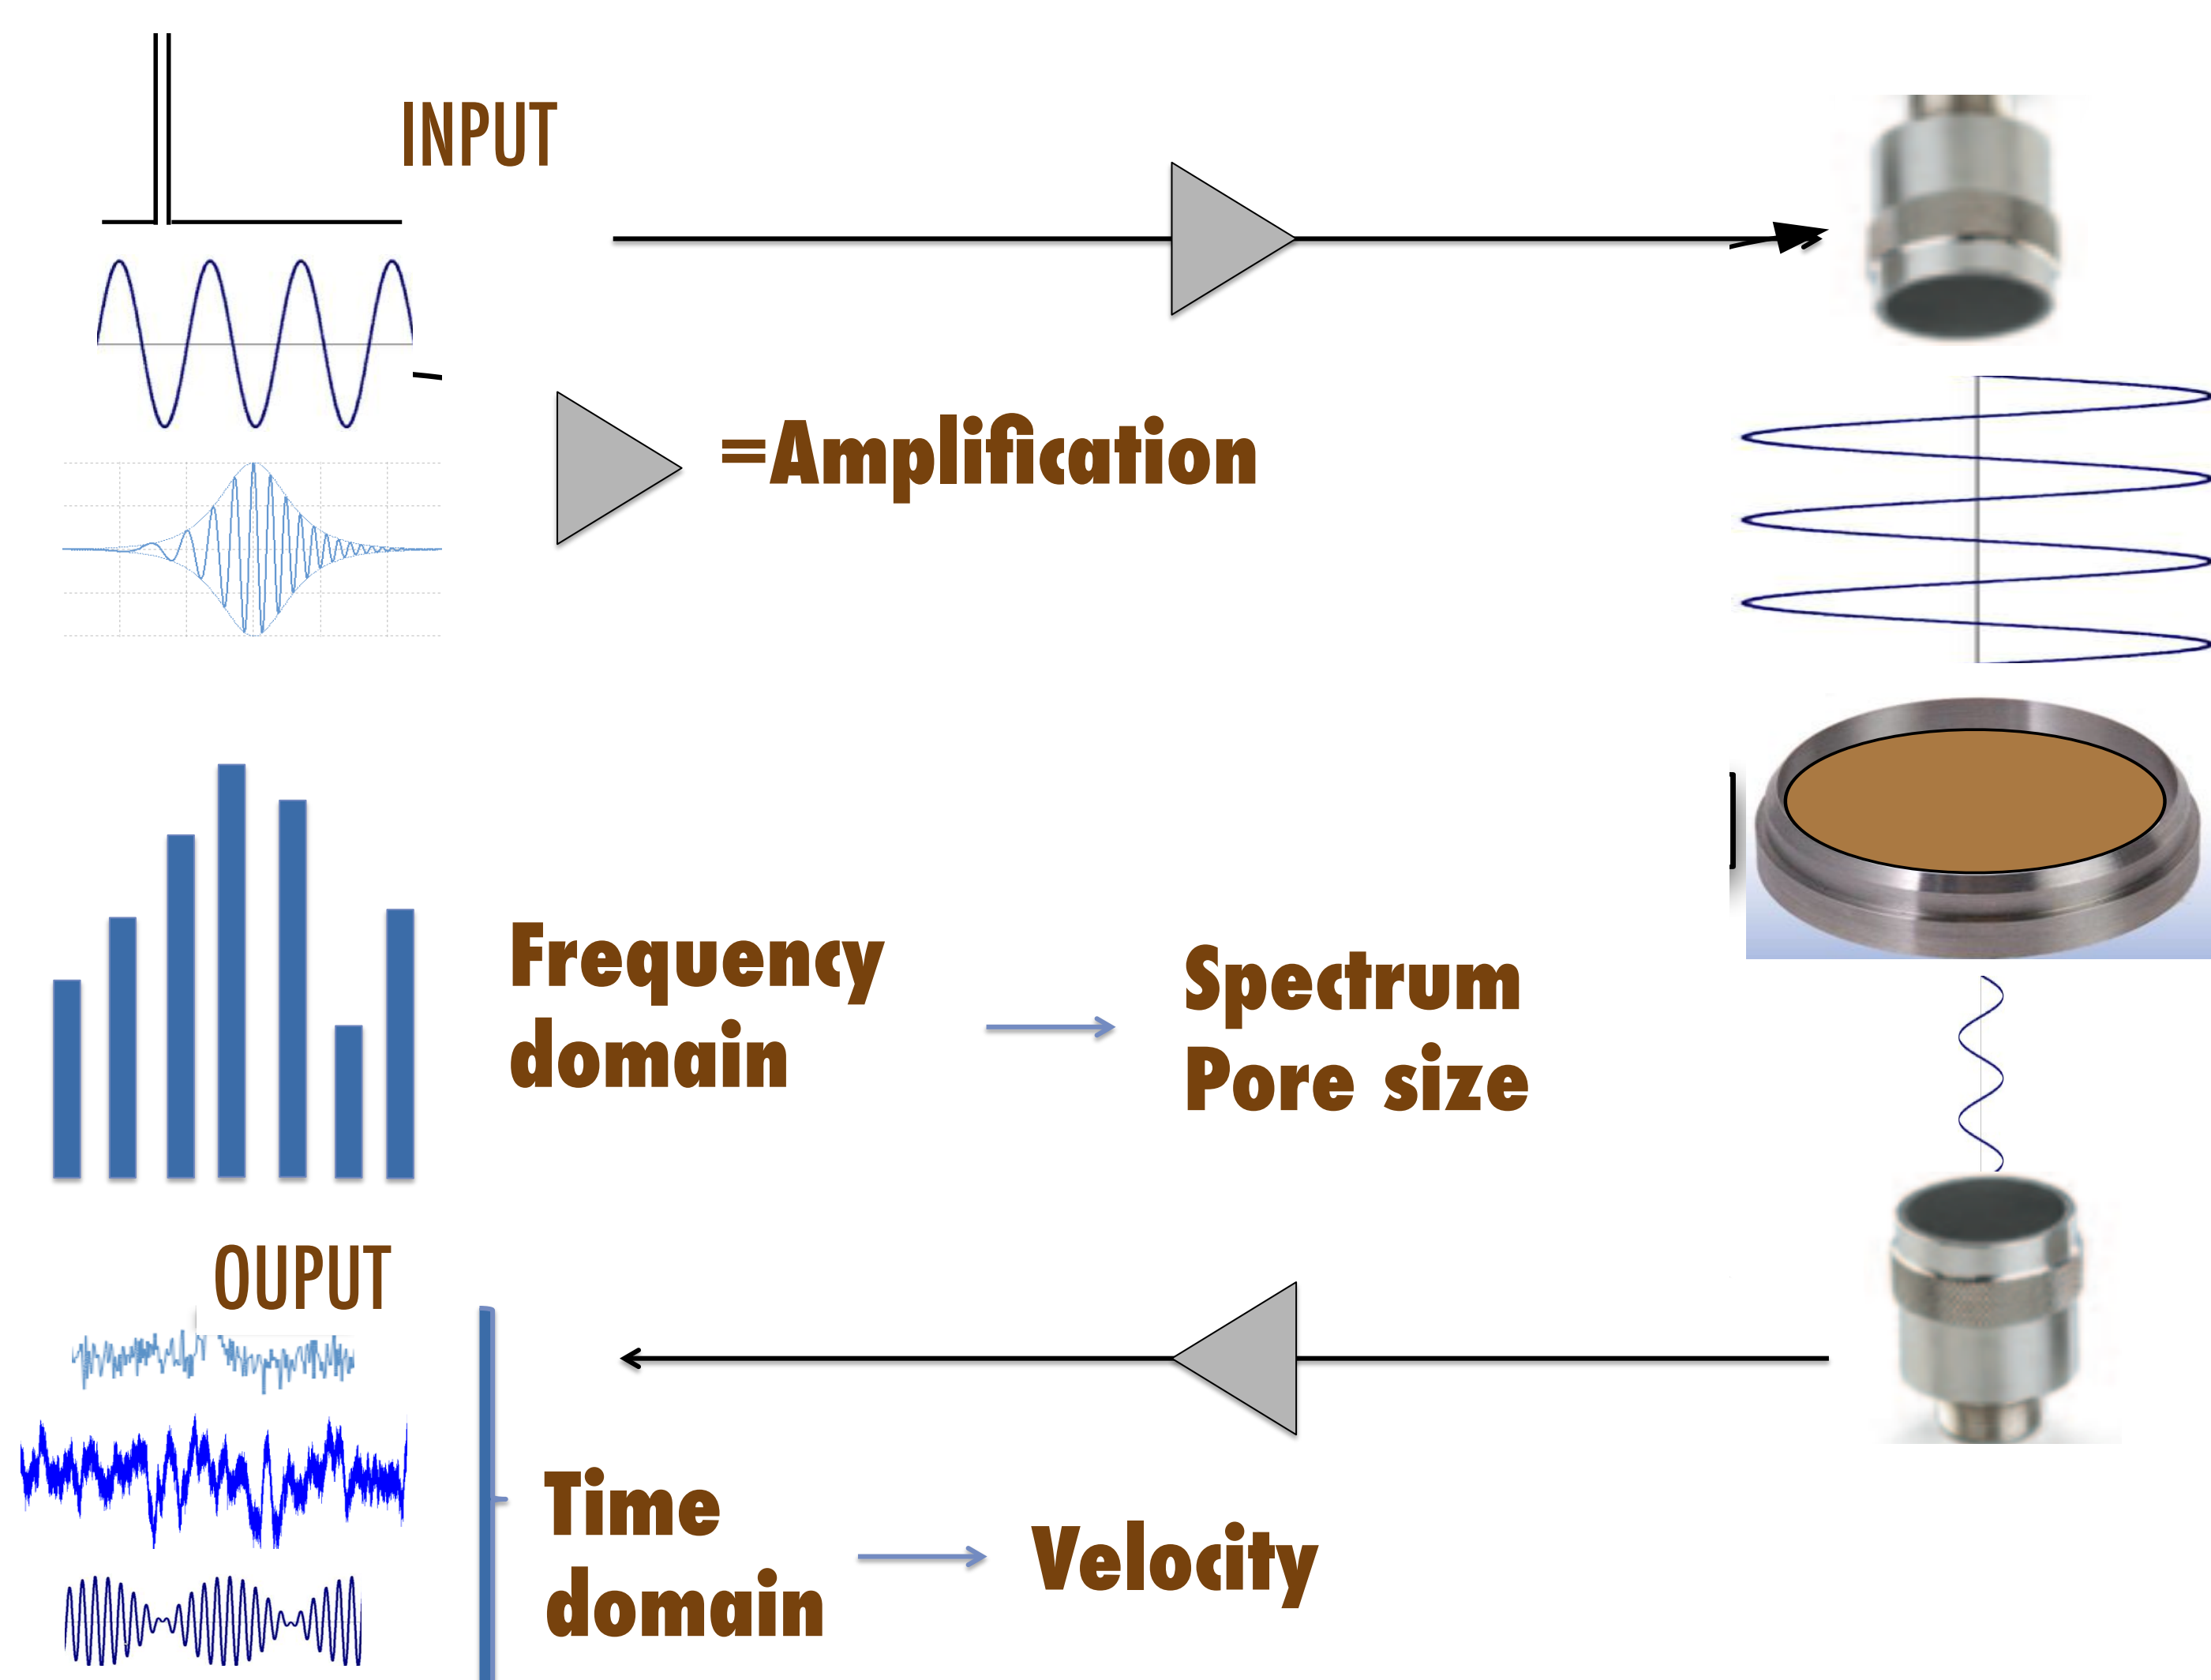 INPUT
=Amplification
Frequency
domain
Spectrum
Pore size
OUPUT
Time
domain
Velocity